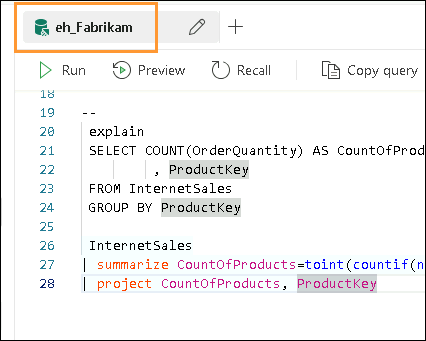 eh_Fabrikam
Run Preview Recall Copy query
18
19 --
20 explain
21 SELECT COUNT(OrderQuantity) AS CountOfProd
22 , ProductKey
23 FROM InternetSales
24 GROUP BY ProductKey
25
26 InternetSales
27 | summarize CountOfProducts=toint(countif(n
28 | project CountOfProducts, ProductKey